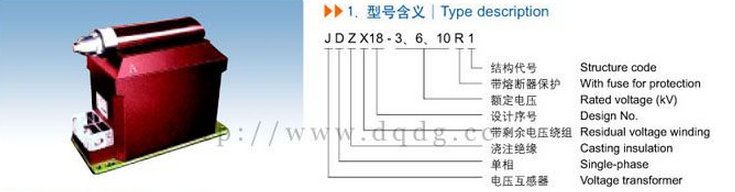 1. 型号含义 | Type description
J D Z X18-3、6、10 R 1
结构代号 Structure code
带熔断器保护 With fuse for protection
额定电压 Rated voltage (kV)
设计序号 Design No.
带剩余电压绕组 Residual voltage winding
浇注绝缘 Casting insulation
单相 Single-phase
电压互感器 Voltage transformer
p://www.dqdg.c